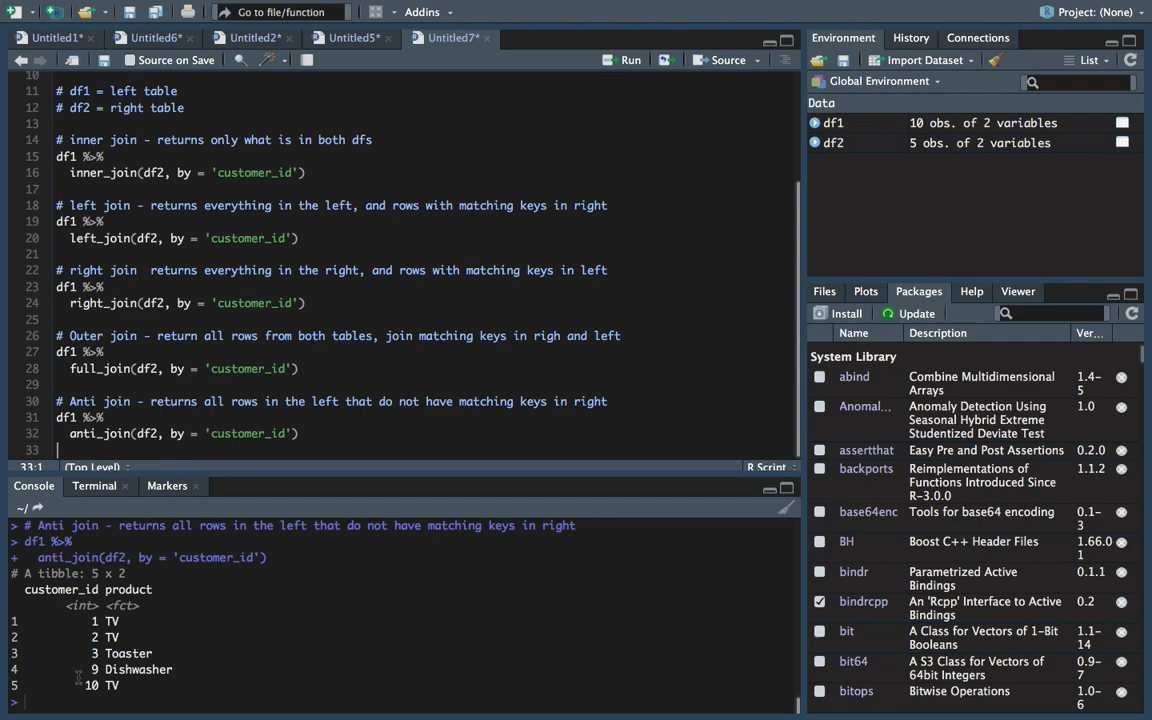 Go to file/function
Addins
Project: (None)
Untitled1*
Untitled6*
Untitled2*
Untitled5*
Untitled7*
Source on Save
Run
Source
10
11 # df1 = left table
12 # df2 = right table
13
14 # inner join - returns only what is in both dfs
15 df1 %>%
16 inner_join(df2, by = 'customer_id')
17
18 # left join - returns everything in the left, and rows with matching keys in right
19 df1 %>%
20 left_join(df2, by = 'customer_id')
21
22 # right join returns everything in the right, and rows with matching keys in left
23 df1 %>%
24 right_join(df2, by = 'customer_id')
25
26 # Outer join - return all rows from both tables, join matching keys in righ and left
27 df1 %>%
28 full_join(df2, by = 'customer_id')
29
30 # Anti join - returns all rows in the left that do not have matching keys in right
31 df1 %>%
32 anti_join(df2, by = 'customer_id')
33
33:1 (Top Level) R Script
Console Terminal Markers
~/
> # Anti join - returns all rows in the left that do not have matching keys in right
> df1 %>%
+ anti_join(df2, by = 'customer_id')
# A tibble: 5 x 2
customer_id product
<int> <fct>
1 1 TV
2 2 TV
3 3 Toaster
4 9 Dishwasher
5 10 TV
>
Environment History Connections
Import Dataset
List
Global Environment
Data
df1 10 obs. of 2 variables
df2 5 obs. of 2 variables
Files Plots Packages Help Viewer
Install Update
Name Description Ver...
System Library
abind Combine Multidimensional 1.4-
Arrays 5
Anomal... Anomaly Detection Using 1.0
Seasonal Hybrid Extreme
Studentized Deviate Test
assertthat Easy Pre and Post Assertions 0.2.0
backports Reimplementations of 1.1.2
Functions Introduced Since
R-3.0.0
base64enc Tools for base64 encoding 0.1-
3
BH Boost C++ Header Files 1.66.0
1
bindr Parametrized Active 0.1.1
Bindings
bindrcpp An 'Rcpp' Interface to Active 0.2
Bindings
bit A Class for Vectors of 1-Bit 1.1-
Booleans 14
bit64 A S3 Class for Vectors of 0.9-
64bit Integers 7
bitops Bitwise Operations 1.0-
6